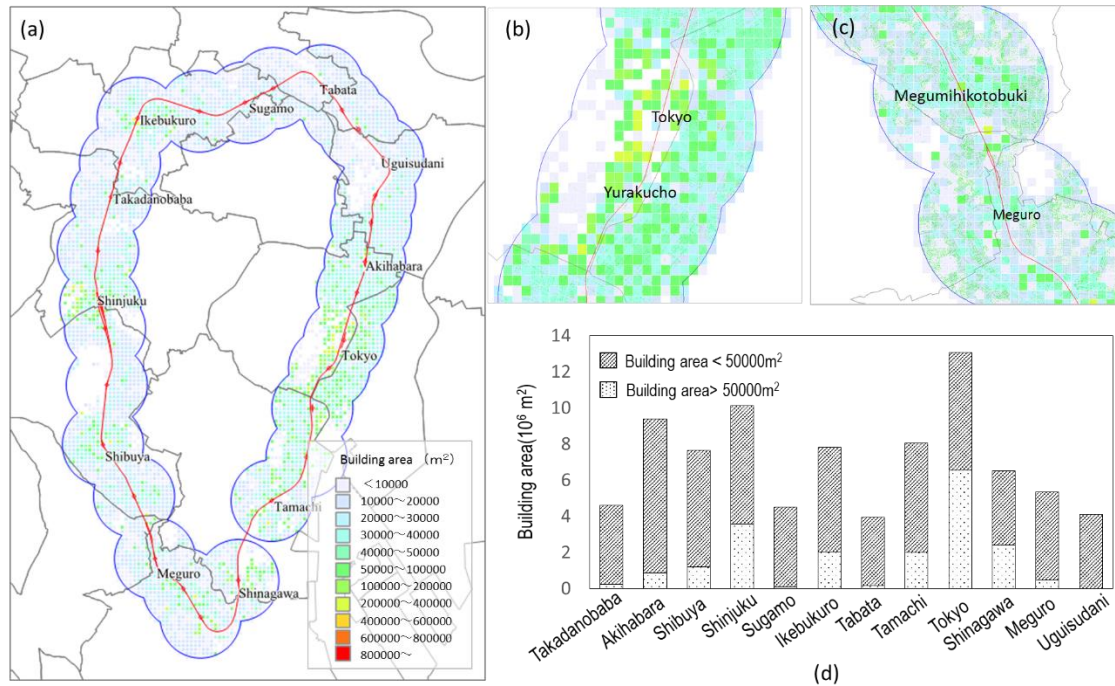 (a)
Tabata
Sugamo
Ikebukuro
Uguisudani
Takadanobaba
Akihabara
Shinjuku
Tokyo
Shibuya
Tamachi
Meguro
Shinagawa
Building area (m²)
<10000
10000～20000
20000～30000
30000～40000
40000～50000
50000～100000
100000～200000
200000～400000
400000～600000
600000～800000
800000～
(b)
Tokyo
Yurakucho
(c)
Megumihikotobuki
Meguro
Building area(10⁶ m²)
14
12
10
8
6
4
2
0
Building area < 50000m²
Building area> 50000m²
Takadanobaba
Akihabara
Shibuya
Shinjuku
Sugamo
Ikebukuro
Tabata
Tamachi
Tokyo
Shinagawa
Meguro
Uguisudani
(d)